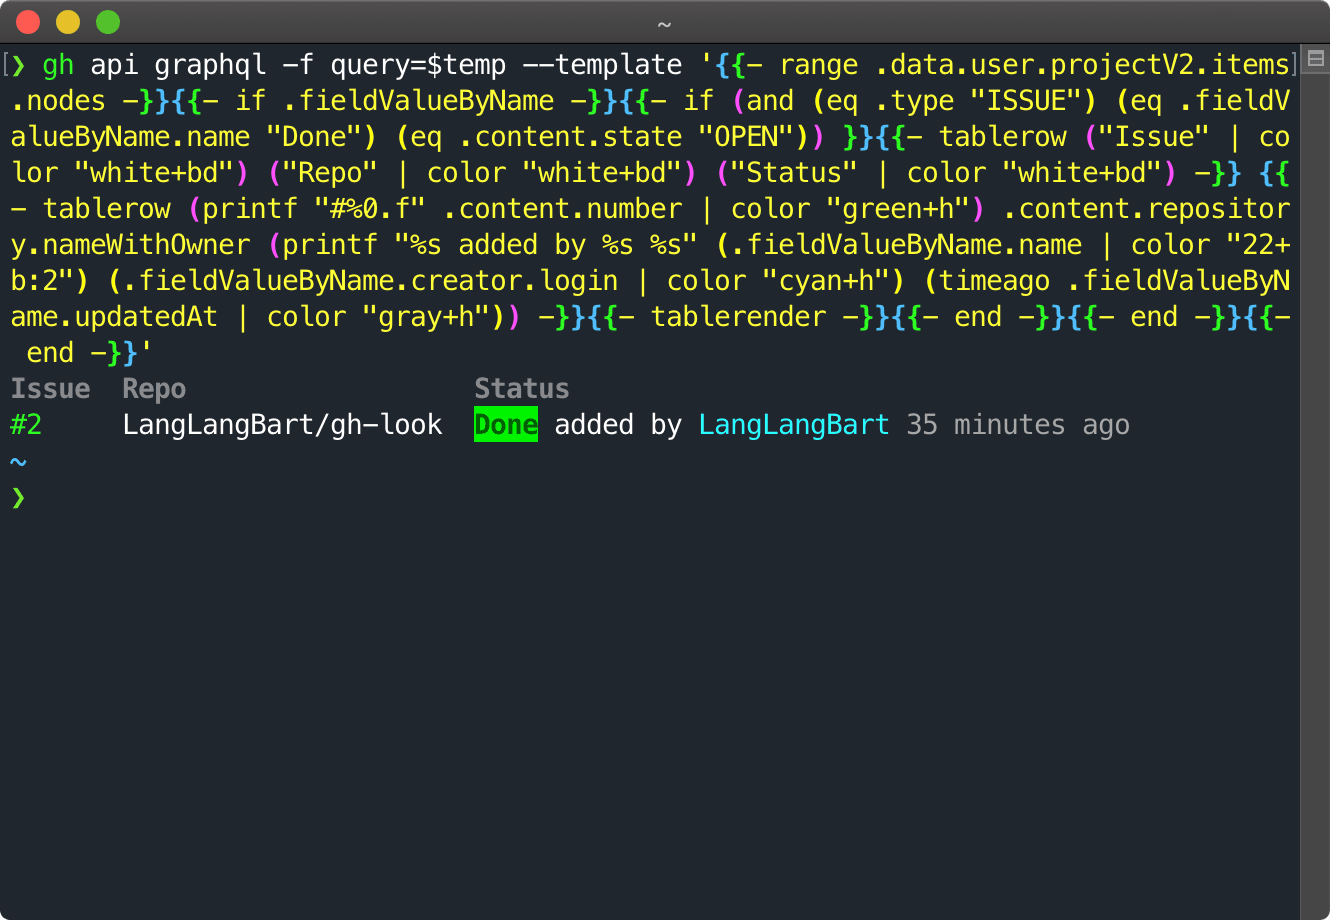 ~
[❯ gh api graphql -f query=$temp --template '{{- range .data.user.projectV2.items]
.nodes -}}{{- if .fieldValueByName -}}{{- if (and (eq .type "ISSUE") (eq .fieldV
alueByName.name "Done") (eq .content.state "OPEN")) }}{{- tablerow ("Issue" | co
lor "white+bd") ("Repo" | color "white+bd") ("Status" | color "white+bd") -}} {{
- tablerow (printf "#%0.f" .content.number | color "green+h") .content.repositor
y.nameWithOwner (printf "%s added by %s %s" (.fieldValueByName.name | color "22+
b:2") (.fieldValueByName.creator.login | color "cyan+h") (timeago .fieldValueByN
ame.updatedAt | color "gray+h")) -}}{{- tablerender -}}{{- end -}}{{- end -}}{{-
 end -}}'
Issue  Repo                  Status
#2     LangLangBart/gh-look  Done added by LangLangBart 35 minutes ago
~
❯